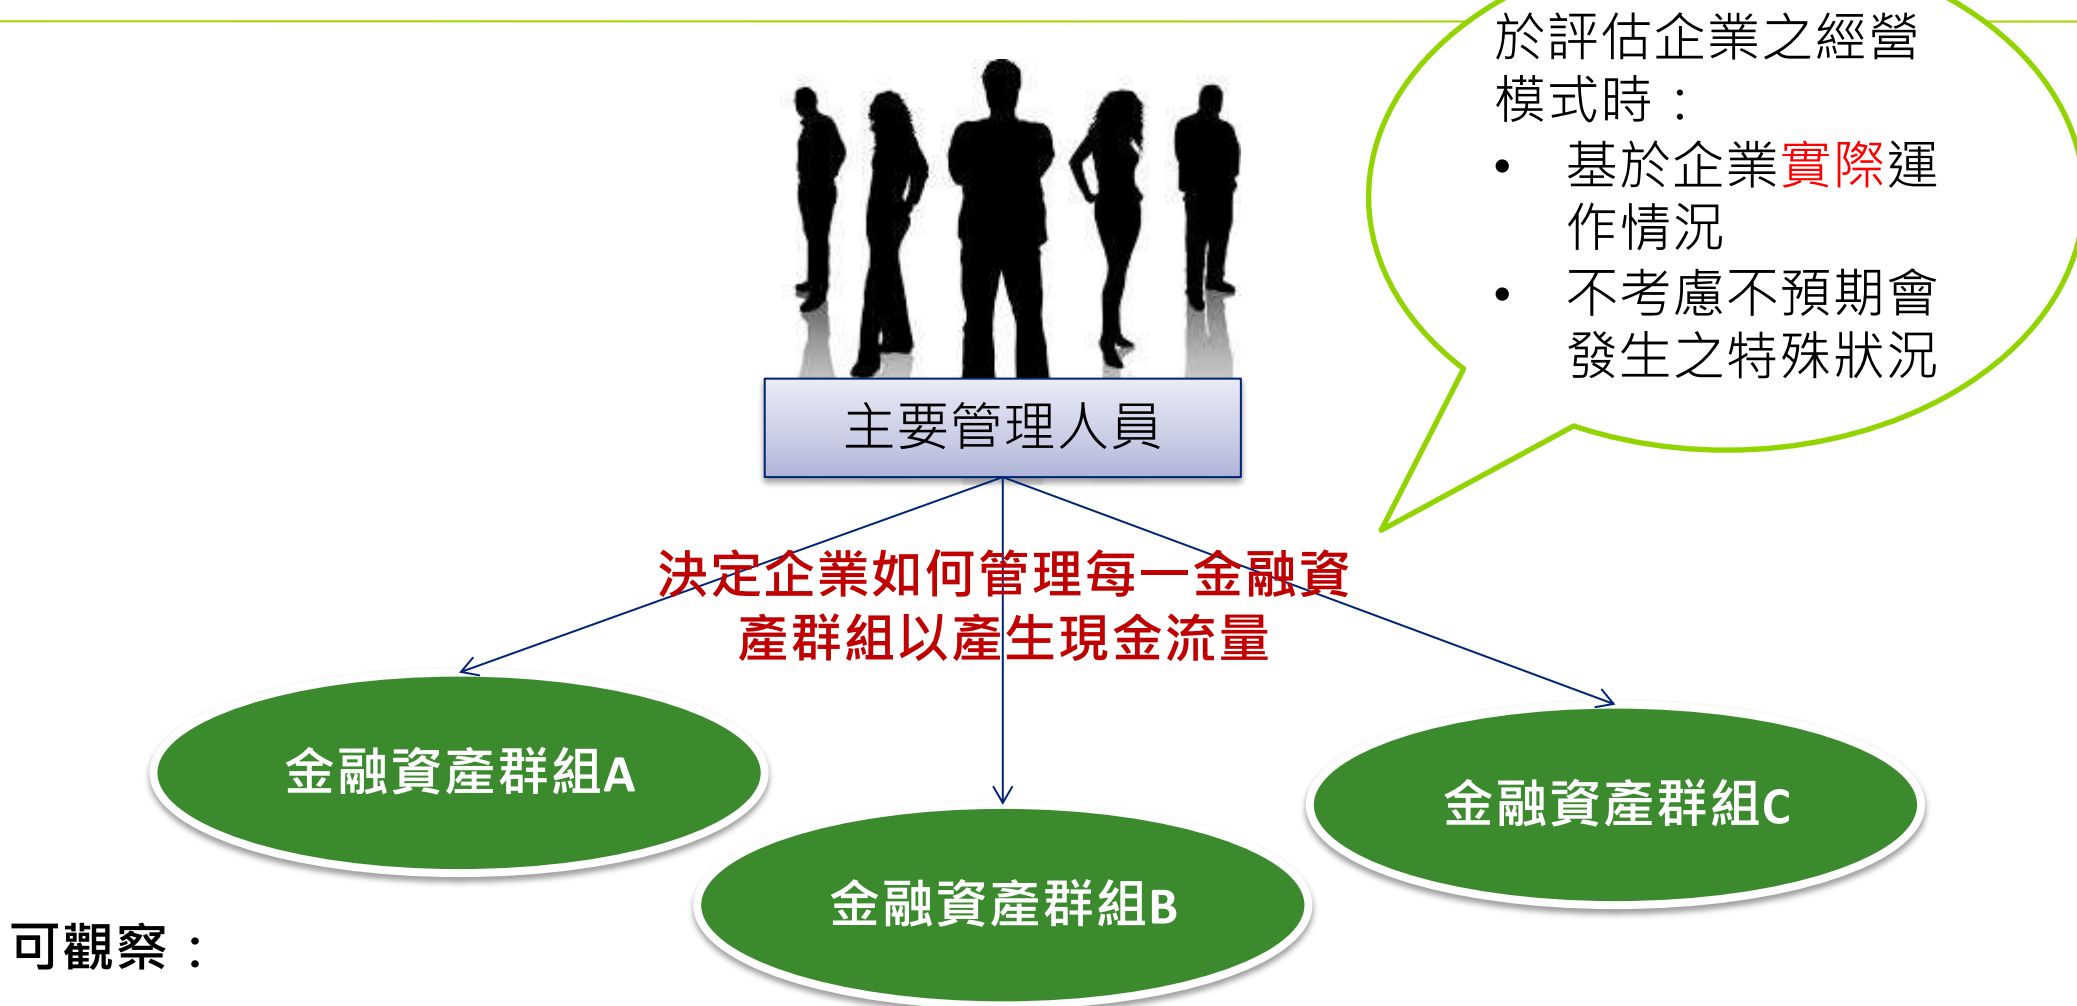 於評估企業之經營
模式時：
• 基於企業實際運
作情況
• 不考慮不預期會
發生之特殊狀況
主要管理人員
決定企業如何管理每一金融資
產群組以產生現金流量
金融資產群組A
金融資產群組B
金融資產群組C
可觀察：